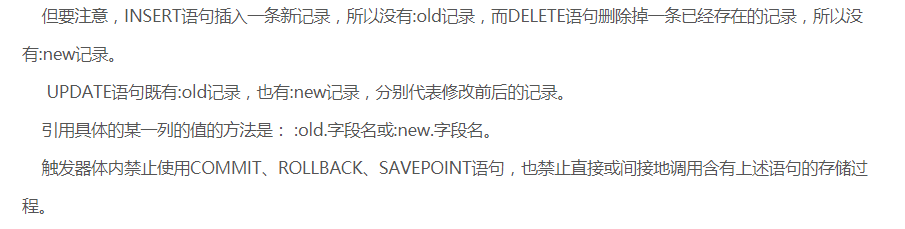 但要注意，INSERT语句插入一条新记录，所以没有:old记录，而DELETE语句删除掉一条已经存在的记录，所以没
有:new记录。
UPDATE语句既有:old记录，也有:new记录，分别代表修改前后的记录。
引用具体的某一列的值的方法是： :old.字段名或:new.字段名。
触发器体内禁止使用COMMIT、ROLLBACK、SAVEPOINT语句，也禁止直接或间接地调用含有上述语句的存储过
程。